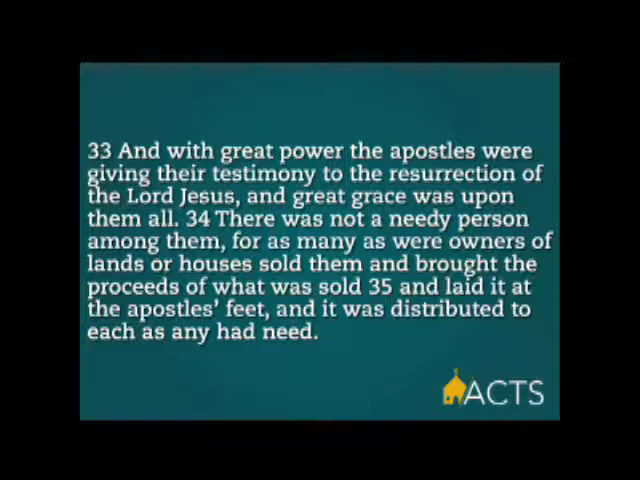 33 And with great power the apostles were
giving their testimony to the resurrection of
the Lord Jesus, and great grace was upon
them all. 34 There was not a needy person
among them, for as many as were owners of
lands or houses sold them and brought the
proceeds of what was sold 35 and laid it at
the apostles’ feet, and it was distributed to
each as any had need.
ACTS